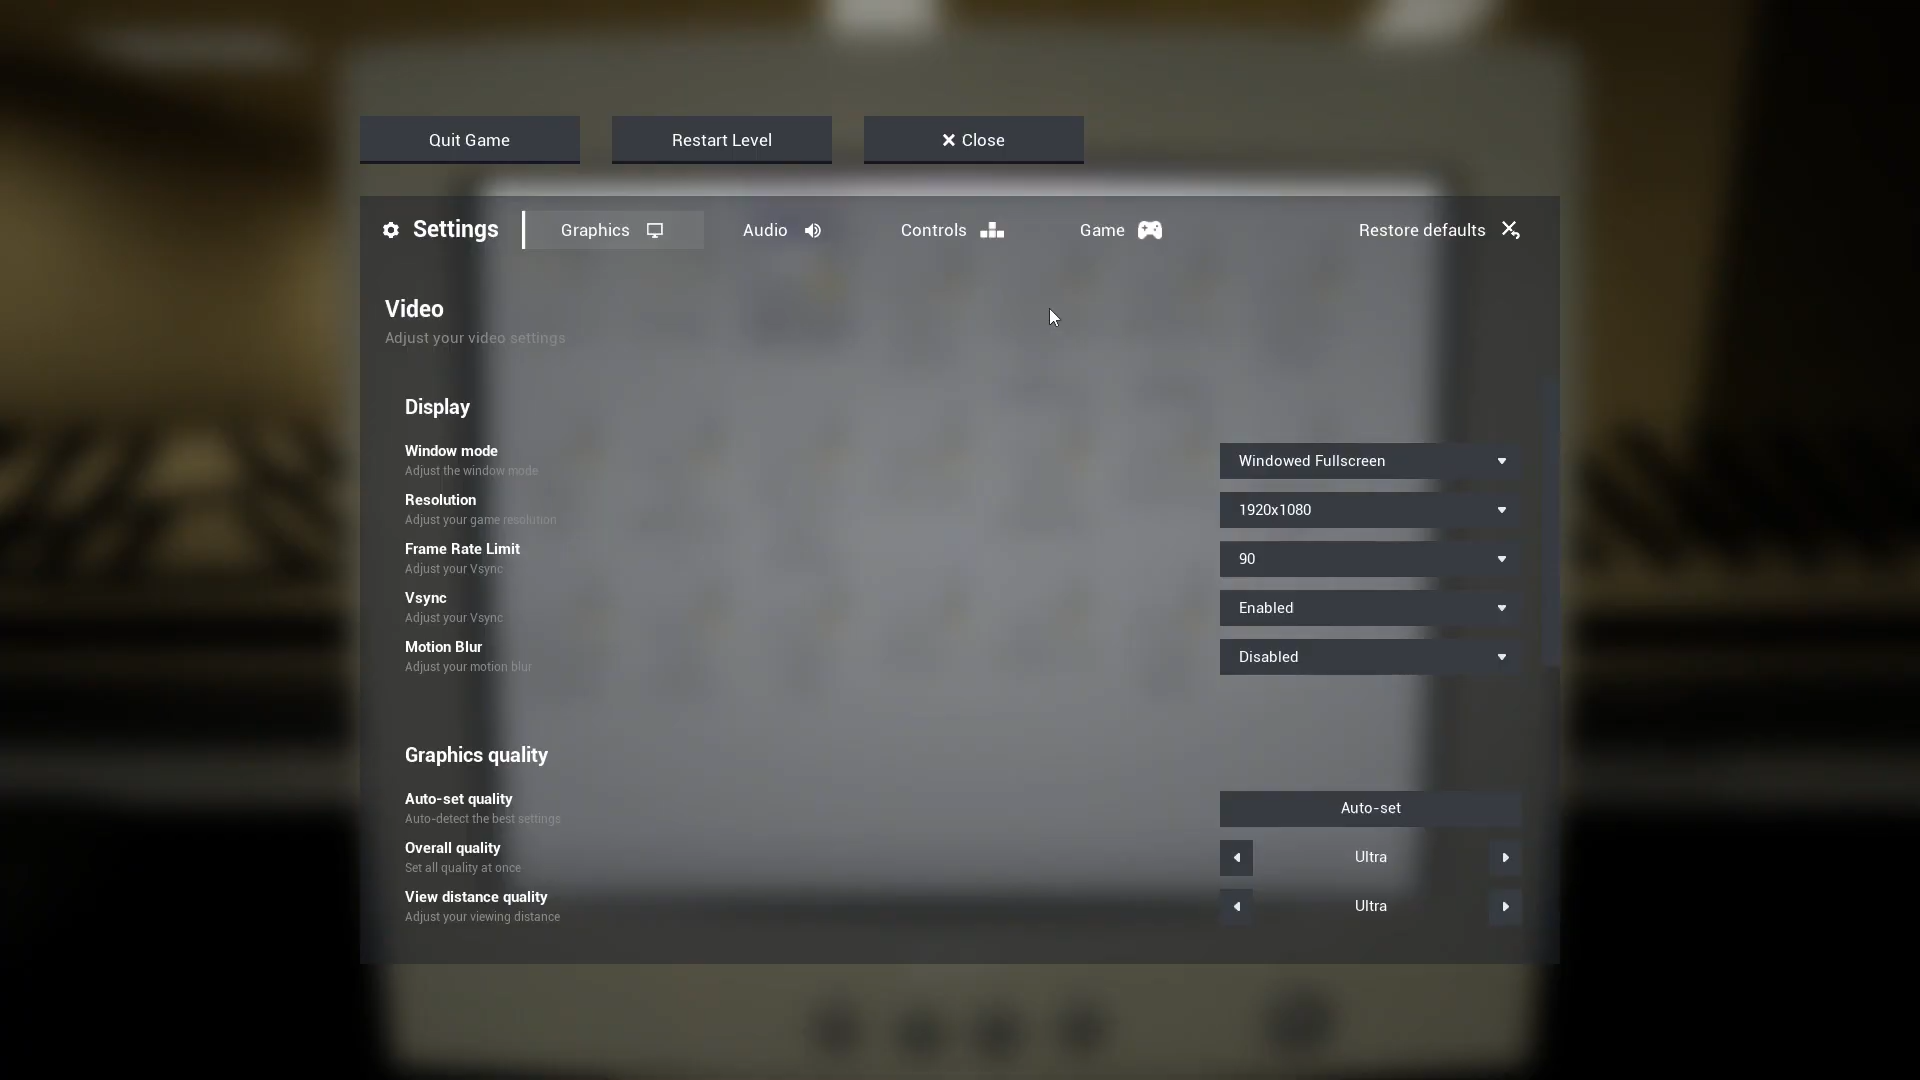 Quit Game
Restart Level
Close
Settings
Graphics
Audio
Controls
Game
Restore defaults
Video
Adjust your video settings
Display
Window mode
Windowed Fullscreen
Adjust the window mode
Resolution
1920x1080
Adjust your game resolution
Frame Rate Limit
90
Adjust your Vsync
Vsync
Enabled
Adjust your Vsync
Motion Blur
Disabled
Adjust your motion blur
Graphics quality
Auto-set quality
Auto-set
Auto-detect the best settings
Overall quality
Ultra
Set all quality at once
View distance quality
Ultra
Adjust your viewing distance